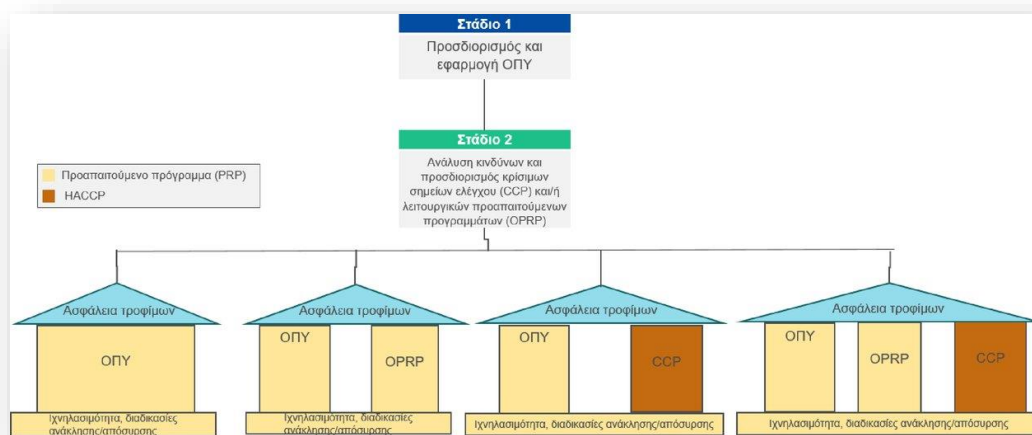 Στάδιο 1
Προσδιορισμός και
εφαρμογή ΟΠΥ
Στάδιο 2
Ανάλυση κινδύνων και
προσδιορισμός κρίσιμων
σημείων ελέγχου (CCP) και/ή
λειτουργικών προαπαιτούμενων
προγραμμάτων (OPRP)
Προαπαιτούμενο πρόγραμμα (PRP)
HACCP
Ασφάλεια τροφίμων
ΟΠΥ
Ιχνηλασιμότητα, διαδικασίες
ανάκλησης/απόσυρσης
Ασφάλεια τροφίμων
ΟΠΥ
OPRP
Ιχνηλασιμότητα, διαδικασίες
ανάκλησης/απόσυρσης
Ασφάλεια τροφίμων
ΟΠΥ
CCP
Ιχνηλασιμότητα, διαδικασίες ανάκλησης/απόσυρσης
Ασφάλεια τροφίμων
ΟΠΥ
OPRP
CCP
Ιχνηλασιμότητα, διαδικασίες ανάκλησης/απόσυρσης